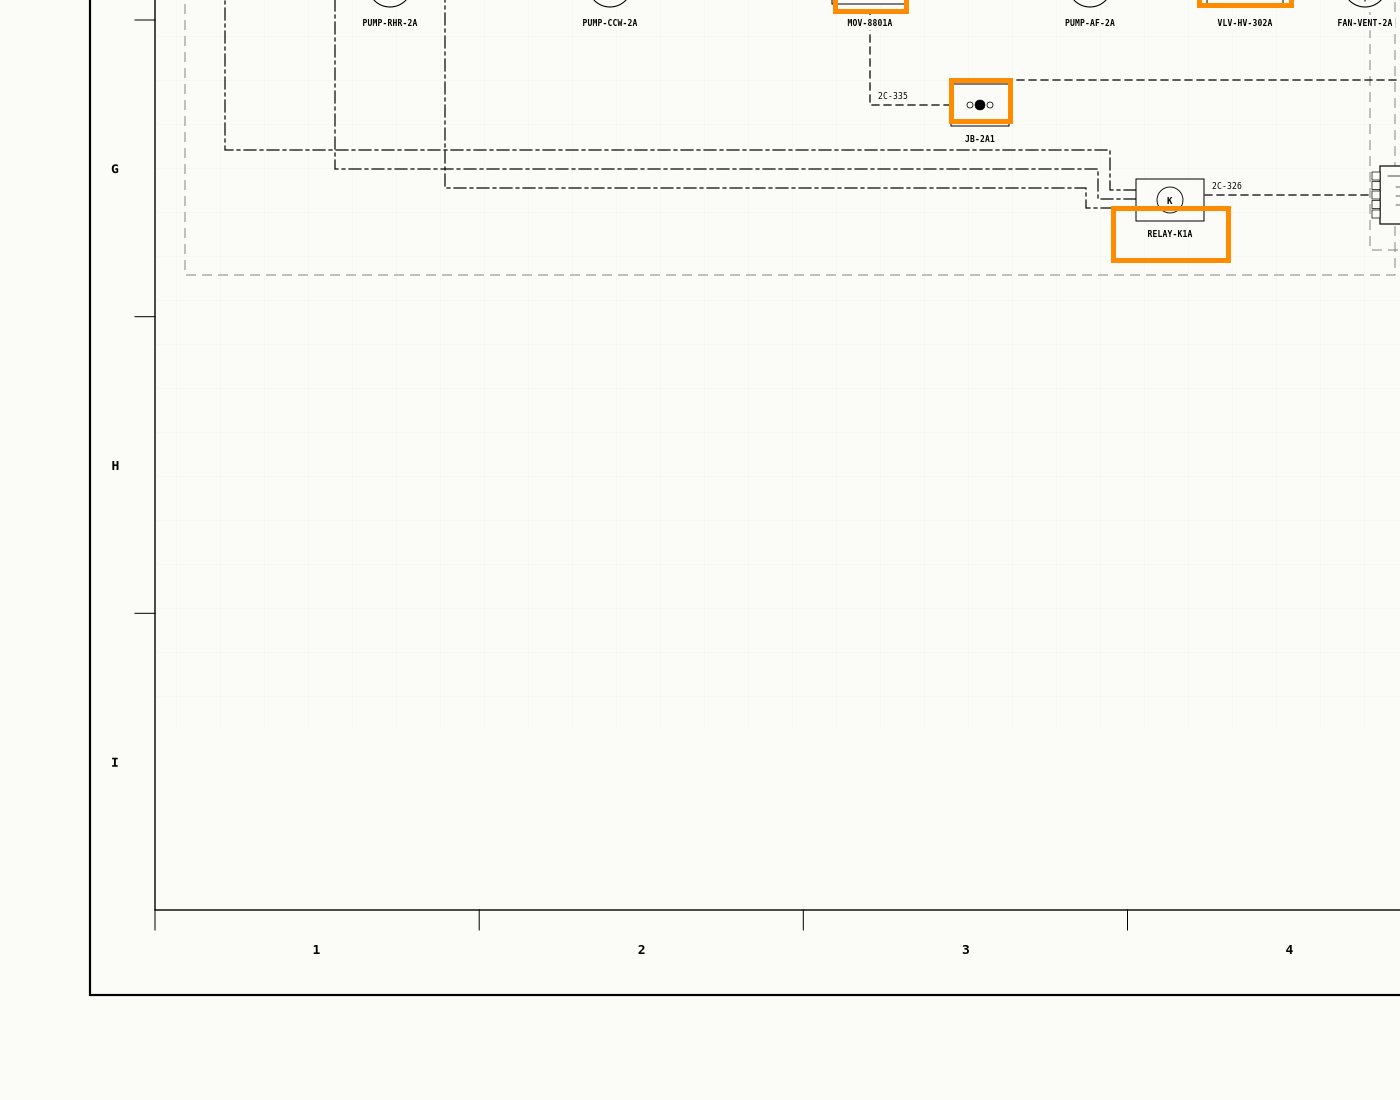 PUMP-RHR-2A
PUMP-CCW-2A
MOV-8801A
PUMP-AF-2A
VLV-HV-302A
FAN-VENT-2A
2C-335
JB-2A1
G
2C-326
K
RELAY-K1A
H
I
1
2
3
4